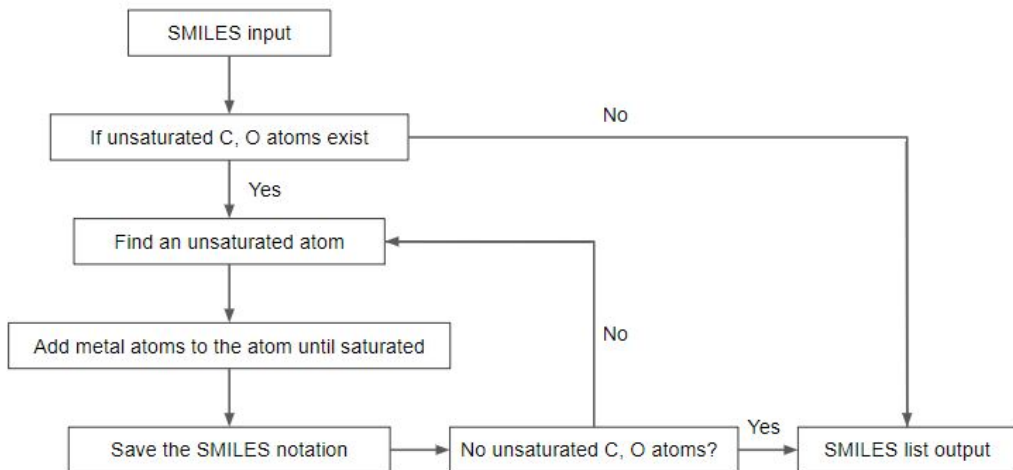 SMILES input
No
If unsaturated C, O atoms exist
Yes
Find an unsaturated atom
No
Add metal atoms to the atom until saturated
Save the SMILES notation
No unsaturated C, O atoms?
Yes
SMILES list output